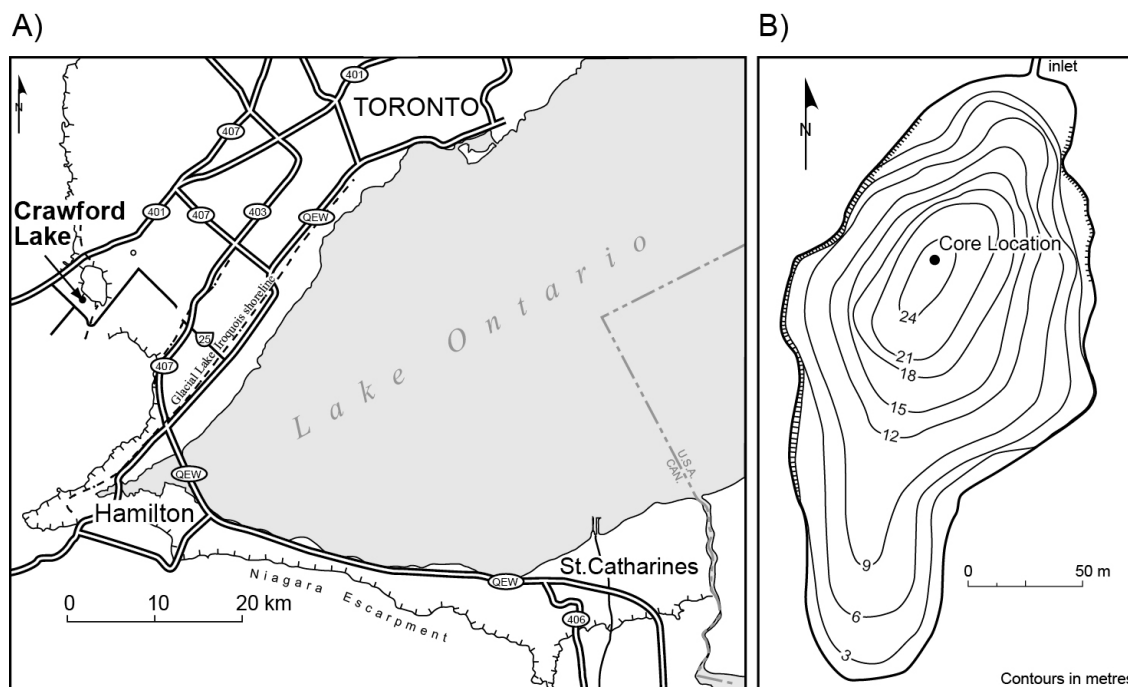 A)
B)
401
TORONTO
407
N
Crawford
Lake
401
407
403
QEW
Lake Ontario
Glacial Lake Iroquois shoreline
25
407
U.S.A.
CAN.
QEW
Hamilton
St.Catharines
QEW
Niagara Escarpment
406
0 10 20 km
inlet
N
Core Location
24
21
18
15
12
9
6
3
0 50 m
Contours in metres